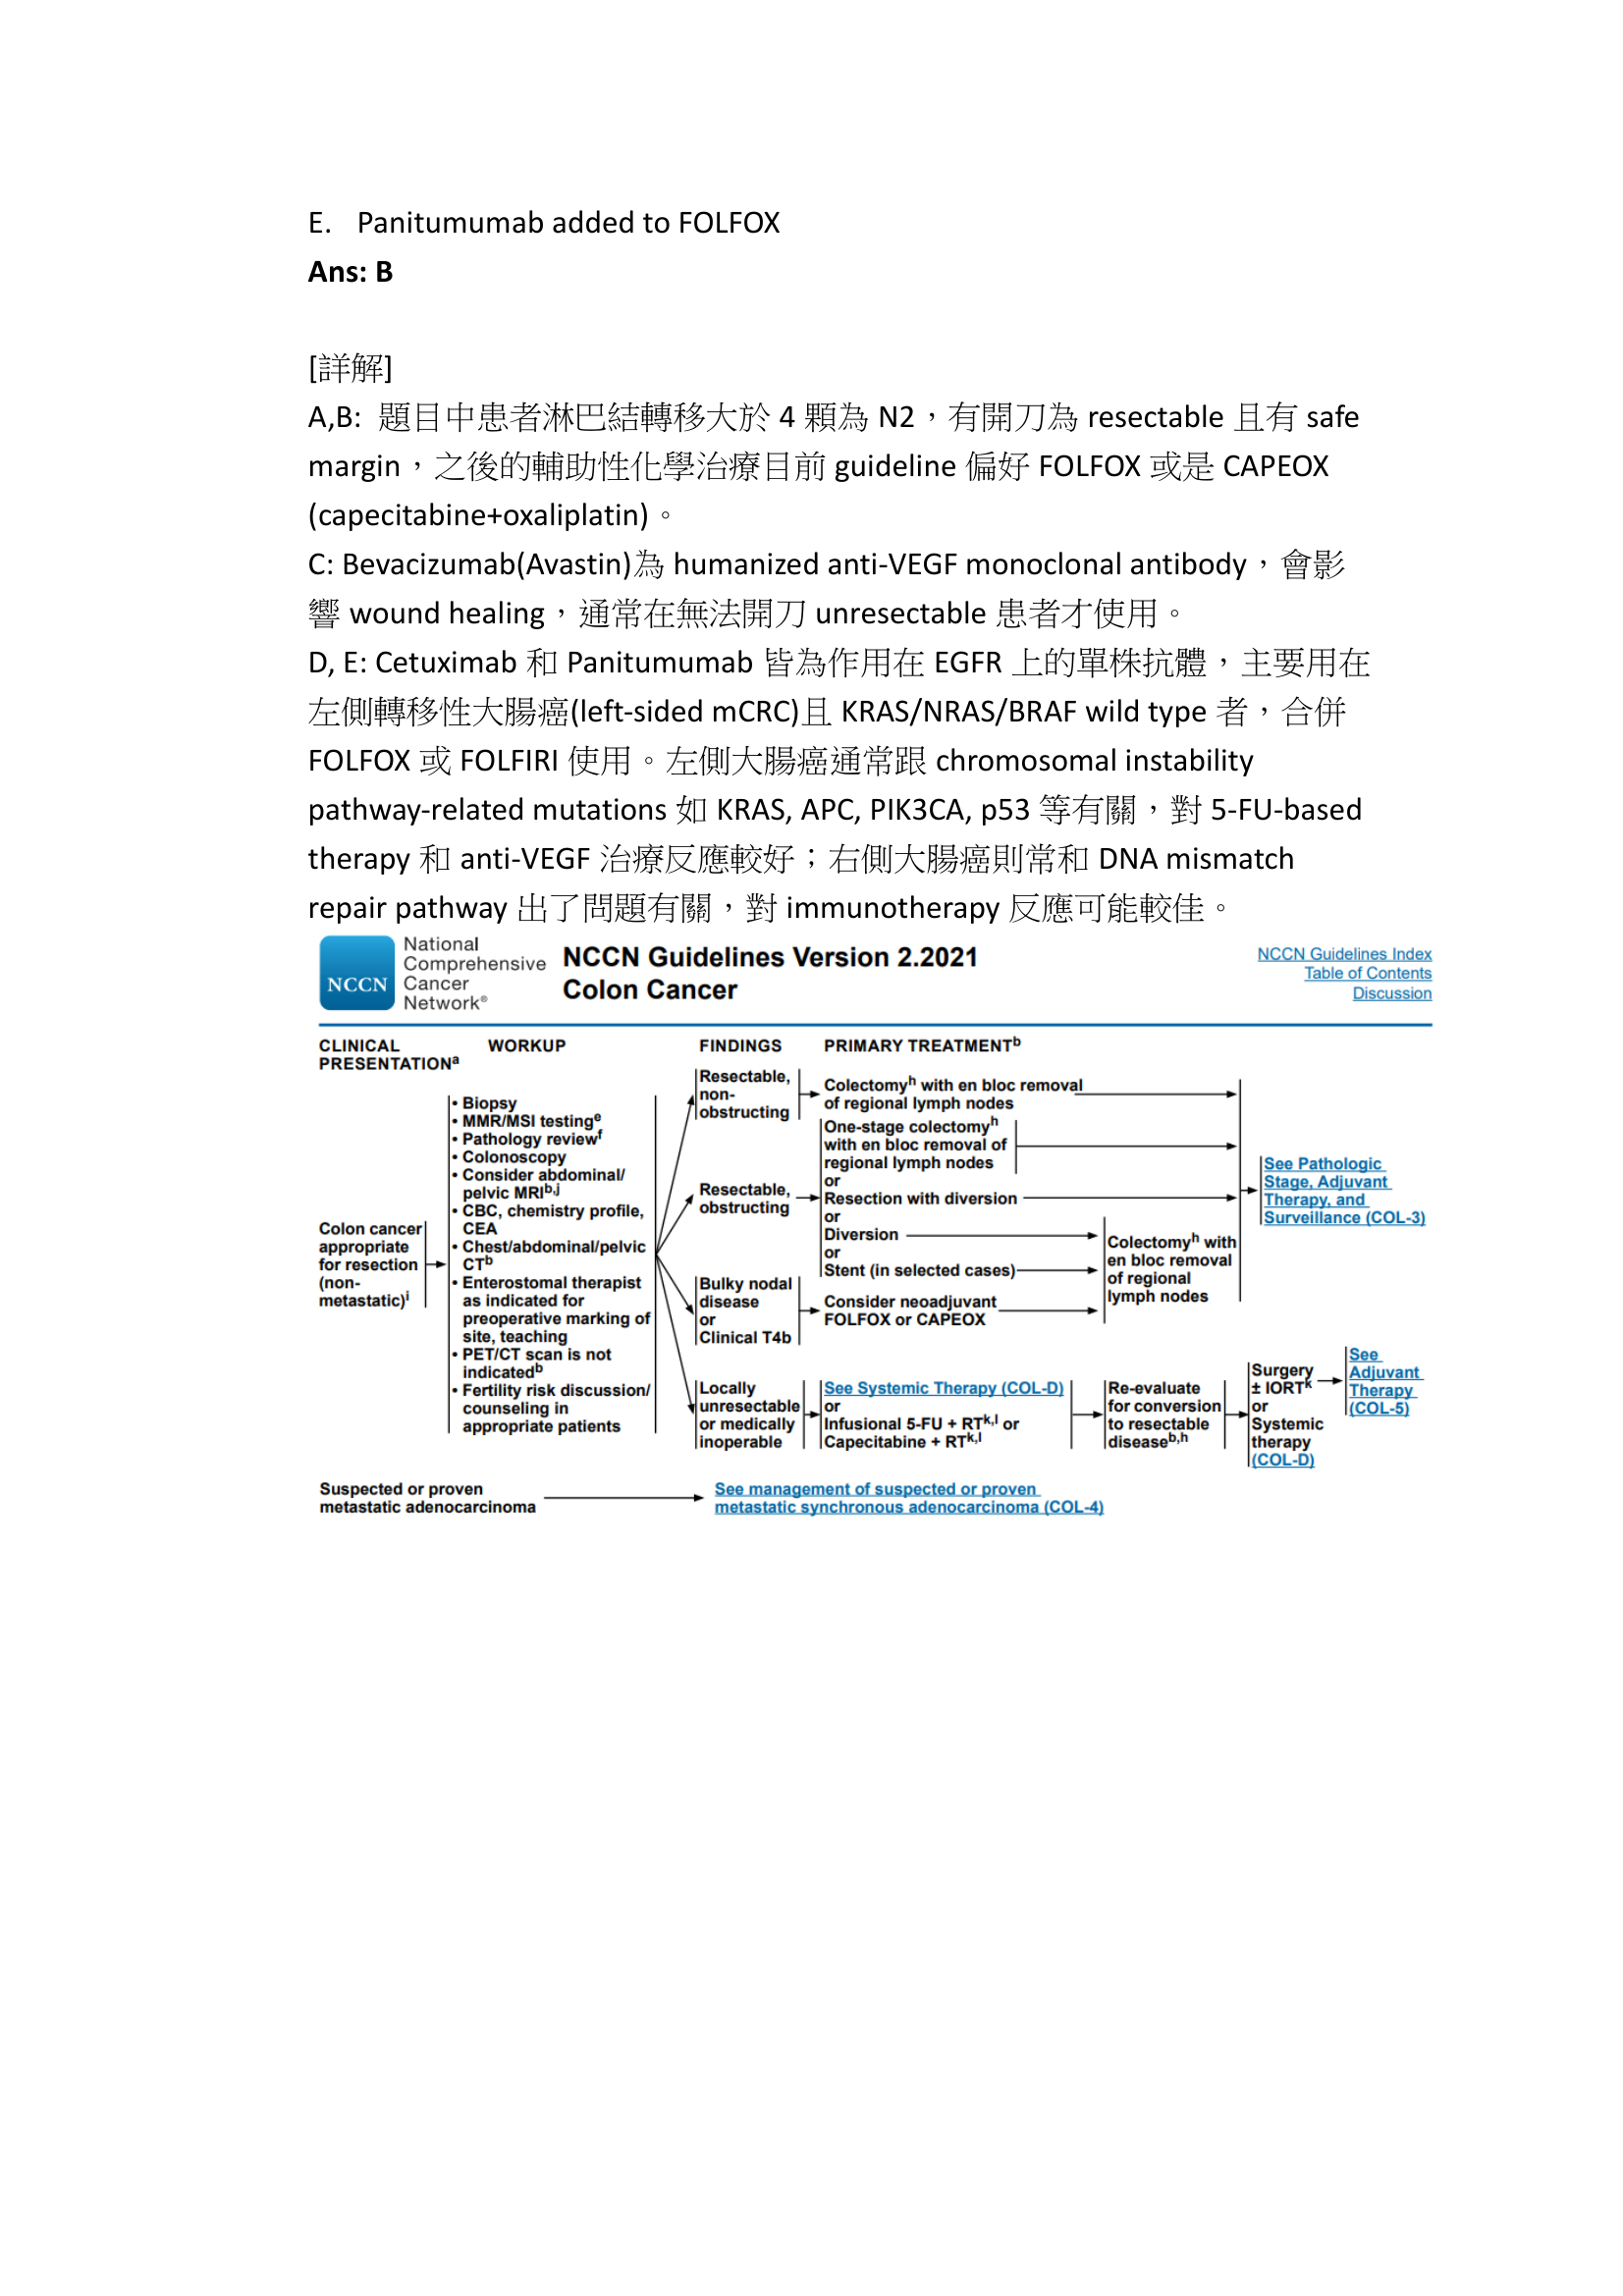 E. Panitumumab added to FOLFOX
Ans: B
[詳解]
A,B: 題目中患者淋巴結轉移大於 4 顆為 N2，有開刀為 resectable 且有 safe
margin，之後的輔助性化學治療目前 guideline 偏好 FOLFOX 或是 CAPEOX
(capecitabine+oxaliplatin)。
C: Bevacizumab(Avastin)為 humanized anti-VEGF monoclonal antibody，會影
響 wound healing，通常在無法開刀 unresectable 患者才使用。
D, E: Cetuximab 和 Panitumumab 皆為作用在 EGFR 上的單株抗體，主要用在
左側轉移性大腸癌(left-sided mCRC)且 KRAS/NRAS/BRAF wild type 者，合併
FOLFOX 或 FOLFIRI 使用。左側大腸癌通常跟 chromosomal instability
pathway-related mutations 如 KRAS, APC, PIK3CA, p53 等有關，對 5-FU-based
therapy 和 anti-VEGF 治療反應較好；右側大腸癌則常和 DNA mismatch
repair pathway 出了問題有關，對 immunotherapy 反應可能較佳。
NCCN
National
Comprehensive
Cancer
Network®
NCCN Guidelines Version 2.2021
Colon Cancer
NCCN Guidelines Index
Table of Contents
Discussion
CLINICAL
PRESENTATIONa
WORKUP
FINDINGS
PRIMARY TREATMENTb
Colon cancer
appropriate
for resection
(non-
metastatic)i
• Biopsy
• MMR/MSI testinge
• Pathology reviewf
• Colonoscopy
• Consider abdominal/
pelvic MRIb,j
• CBC, chemistry profile,
CEA
• Chest/abdominal/pelvic
CTb
• Enterostomal therapist
as indicated for
preoperative marking of
site, teaching
• PET/CT scan is not
indicatedb
• Fertility risk discussion/
counseling in
appropriate patients
Resectable,
non-
obstructing
Colectomyh with en bloc removal
of regional lymph nodes
Resectable,
obstructing
One-stage colectomyh
with en bloc removal of
regional lymph nodes
or
Resection with diversion
or
Diversion
or
Stent (in selected cases)
Bulky nodal
disease
or
Clinical T4b
Consider neoadjuvant
FOLFOX or CAPEOX
Colectomyh with
en bloc removal
of regional
lymph nodes
See Pathologic
Stage, Adjuvant
Therapy, and
Surveillance (COL-3)
Locally
unresectable
or medically
inoperable
See Systemic Therapy (COL-D)
or
Infusional 5-FU + RTk,l or
Capecitabine + RTk,l
Re-evaluate
for conversion
to resectable
diseaseb,h
Surgery
± IORTk
or
Systemic
therapy
(COL-D)
See
Adjuvant
Therapy
(COL-5)
Suspected or proven
metastatic adenocarcinoma
See management of suspected or proven
metastatic synchronous adenocarcinoma (COL-4)